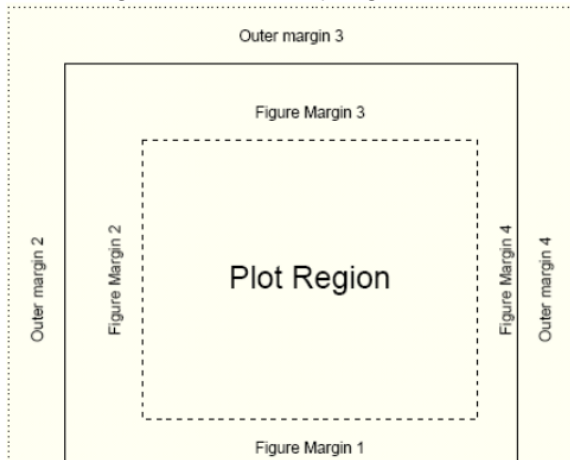 Outer margin 3
Figure Margin 3
Outer margin 2
Figure Margin 2
Plot Region
Figure Margin 4
Outer margin 4
Figure Margin 1